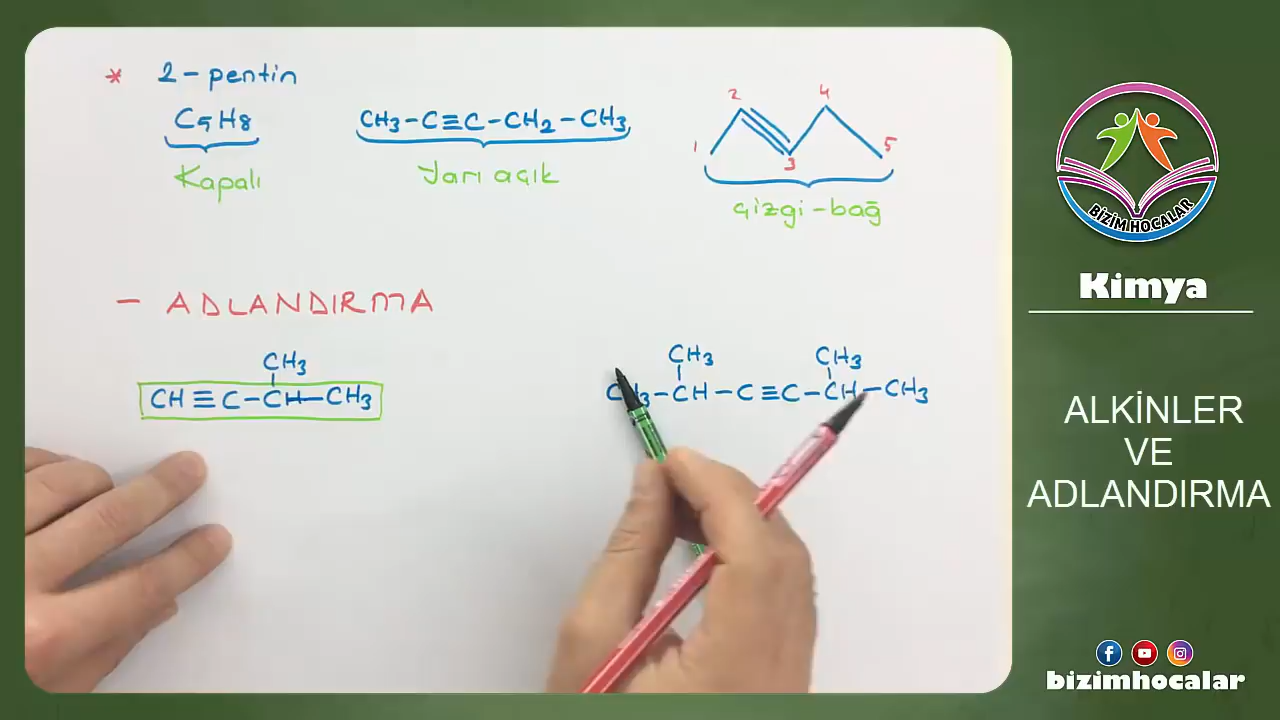 * 2-pentin
C5H8
CH3-C≡C-CH2-CH3
1 2 3 4 5
Kapalı
Yarı açık
çizgi-bağ
- ADLANDIRMA
CH3
CH≡C-CH-CH3
CH3 CH3
CH3-CH-C≡C-CH-CH3
BİZİM HOCALAR
Kimya
ALKİNLER
VE
ADLANDIRMA
bizimhocalar